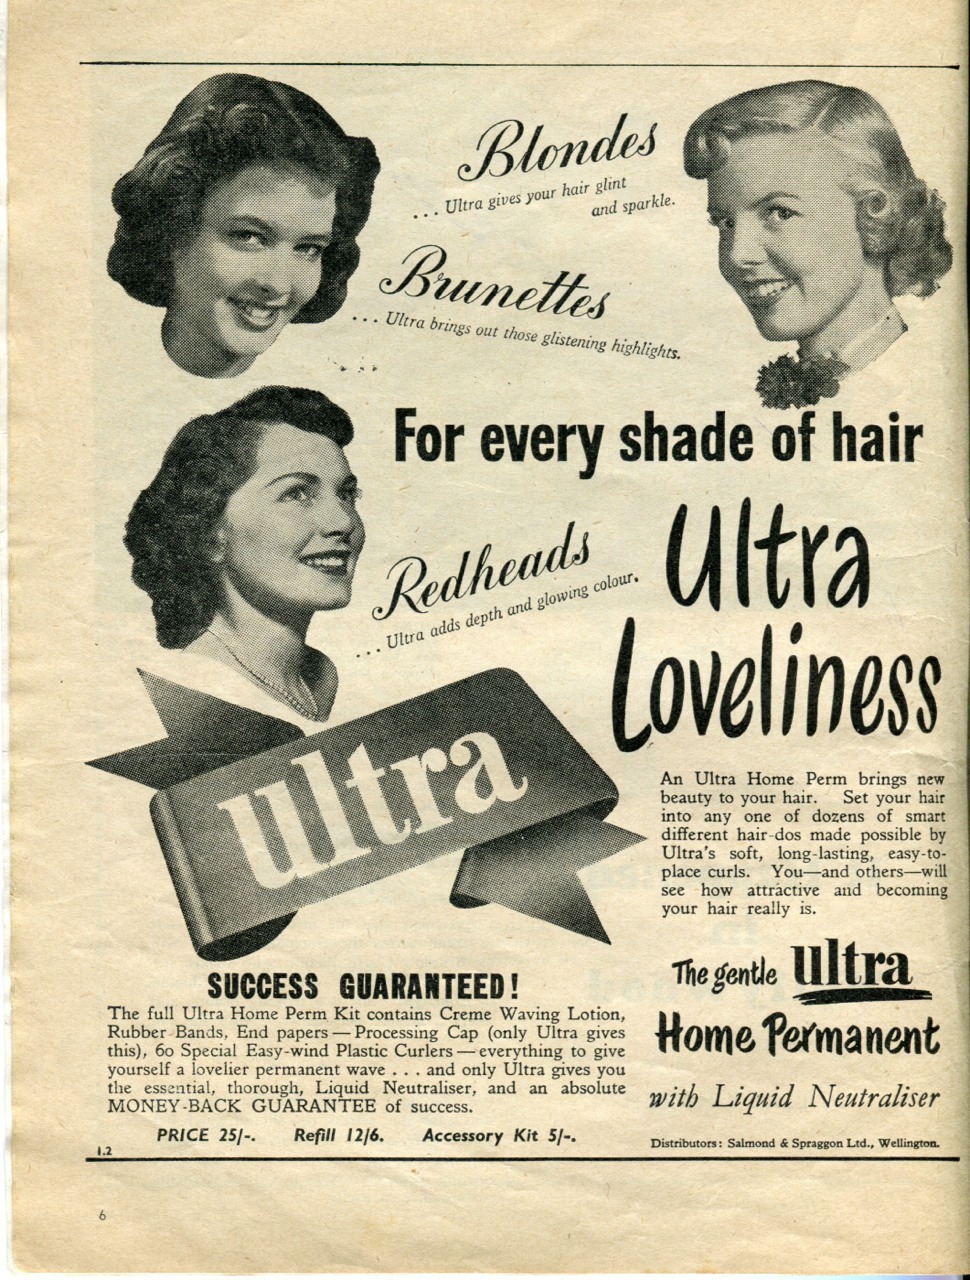 Blondes
... Ultra gives your hair glint
and sparkle.
Brunettes
... Ultra brings out those glistening highlights.
For every shade of hair
Ultra
Loveliness
Redheads
... Ultra adds depth and glowing colour.
ultra
An Ultra Home Perm brings new
beauty to your hair. Set your hair
into any one of dozens of smart
different hair-dos made possible by
Ultra's soft, long-lasting, easy-to-
place curls. You—and others—will
see how attractive and becoming
your hair really is.
The gentle ultra
Home Permanent
with Liquid Neutraliser
Distributors: Salmond & Spraggon Ltd., Wellington.
SUCCESS GUARANTEED!
The full Ultra Home Perm Kit contains Creme Waving Lotion,
Rubber Bands, End papers — Processing Cap (only Ultra gives
this), 60 Special Easy-wind Plastic Curlers — everything to give
yourself a lovelier permanent wave . . . and only Ultra gives you
the essential, thorough, Liquid Neutraliser, and an absolute
MONEY-BACK GUARANTEE of success.
PRICE 25/-. Refill 12/6. Accessory Kit 5/-.
1.2
6